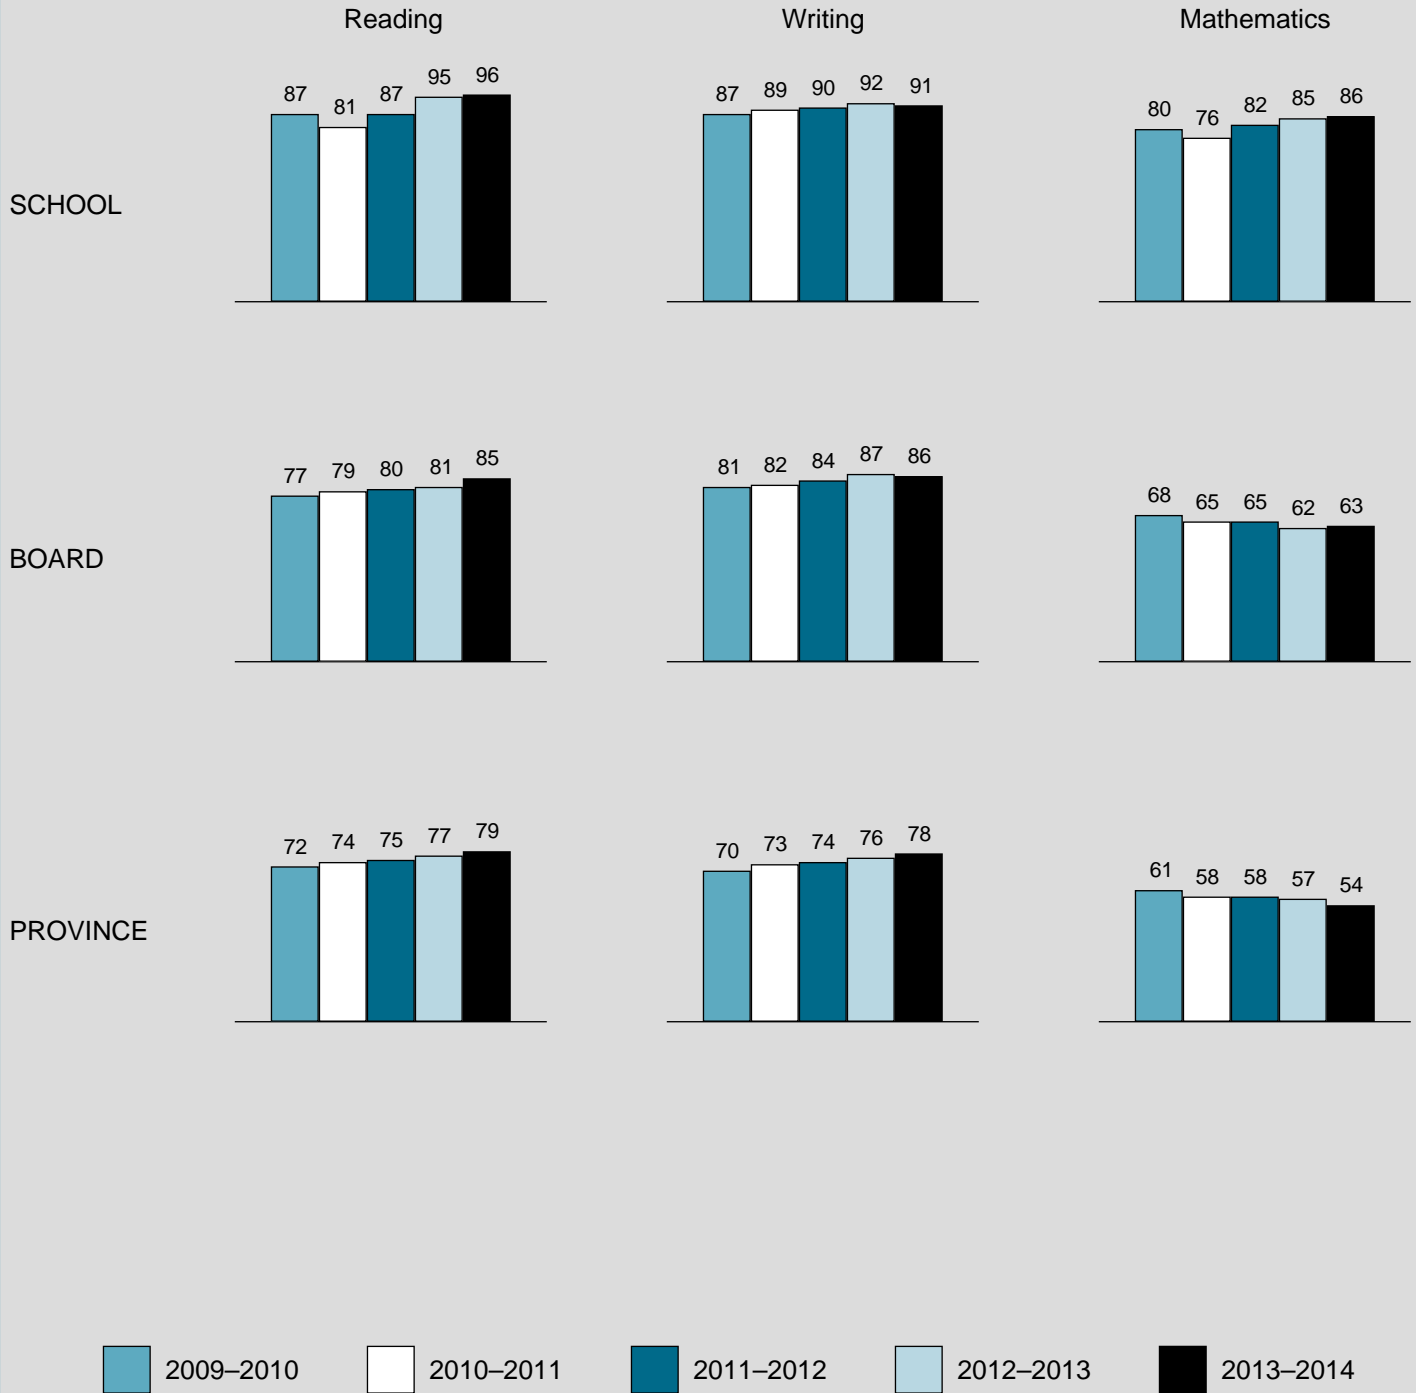 Reading Writing Mathematics
87 81 87 95 96
87 89 90 92 91
80 76 82 85 86
SCHOOL
77 79 80 81 85
81 82 84 87 86
68 65 65 62 63
BOARD
72 74 75 77 79
70 73 74 76 78
61 58 58 57 54
PROVINCE
2009–2010 2010–2011 2011–2012 2012–2013 2013–2014